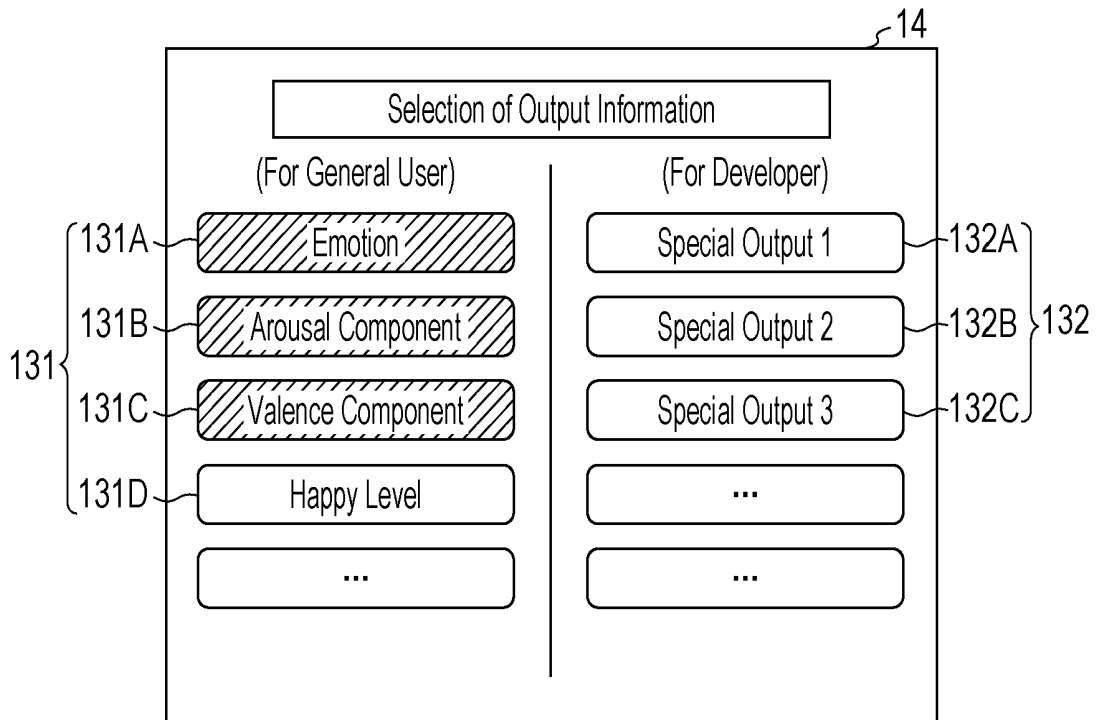 14
Selection of Output Information
(For General User)
(For Developer)
131
131A
Emotion
131B
Arousal Component
131C
Valence Component
131D
Happy Level
...
Special Output 1
132A
Special Output 2
132B
132
Special Output 3
132C
...
...